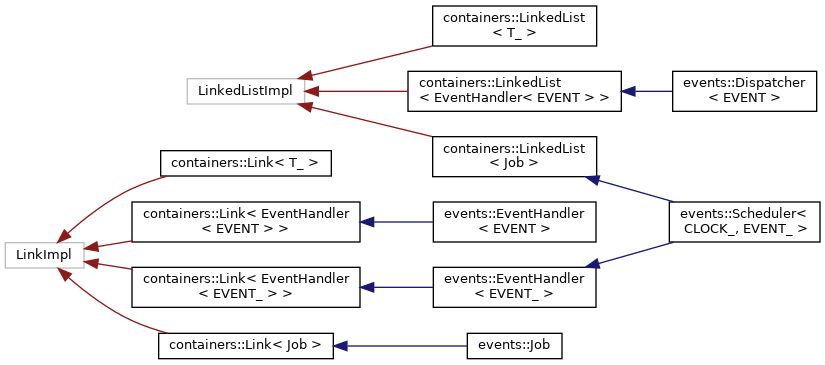 containers::LinkedList
< T_ >
LinkedListImpl
containers::LinkedList
< EventHandler< EVENT > >
events::Dispatcher
< EVENT >
containers::LinkedList
< Job >
containers::Link< T_ >
containers::Link< EventHandler
< EVENT > >
events::EventHandler
< EVENT >
events::Scheduler<
CLOCK_, EVENT_ >
LinkImpl
containers::Link< EventHandler
< EVENT_ > >
events::EventHandler
< EVENT_ >
containers::Link< Job >
events::Job